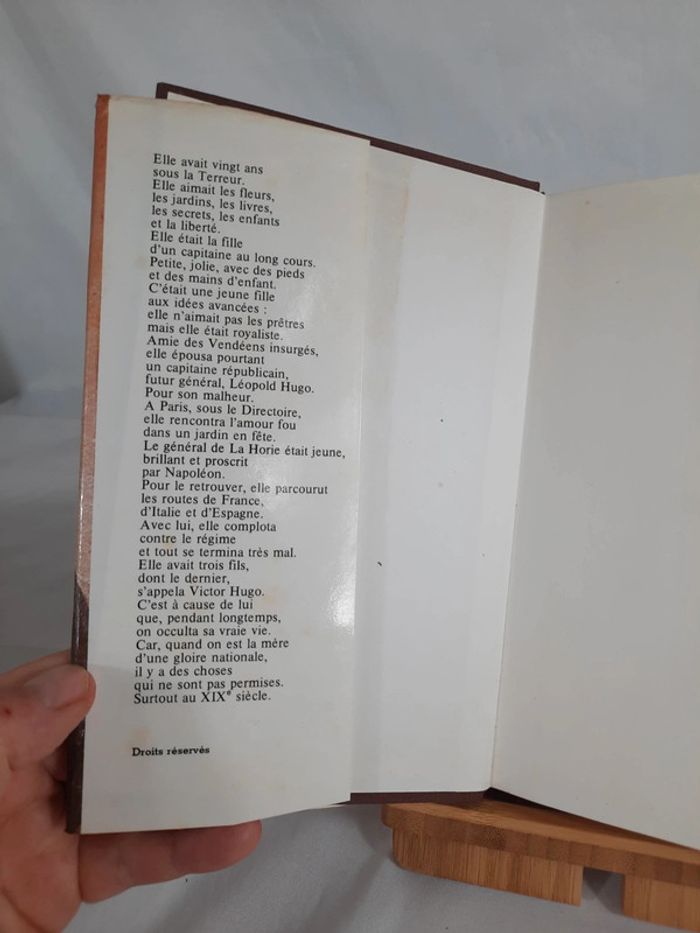 Elle avait vingt ans
sous la Terreur.
Elle aimait les fleurs,
les jardins, les livres,
les secrets, les enfants
et la liberté.
Elle était la fille
d'un capitaine au long cours.
Petite, jolie, avec des pieds
et des mains d'enfant.
C'était une jeune fille
aux idées avancées :
elle n'aimait pas les prêtres
mais elle était royaliste.
Amie des Vendéens insurgés,
elle épousa pourtant
un capitaine républicain,
futur général, Léopold Hugo.
Pour son malheur.
A Paris, sous le Directoire,
elle rencontra l'amour fou
dans un jardin en fête.
Le général de La Horie était jeune,
brillant et proscrit
par Napoléon.
Pour le retrouver, elle parcourut
les routes de France,
d'Italie et d'Espagne.
Avec lui, elle complota
contre le régime
et tout se termina très mal.
Elle avait trois fils,
dont le dernier,
s'appela Victor Hugo.
C'est à cause de lui
que, pendant longtemps,
on occulta sa vraie vie.
Car, quand on est la mère
d'une gloire nationale,
il y a des choses
qui ne sont pas permises.
Surtout au XIXe siècle.
Droits réservés